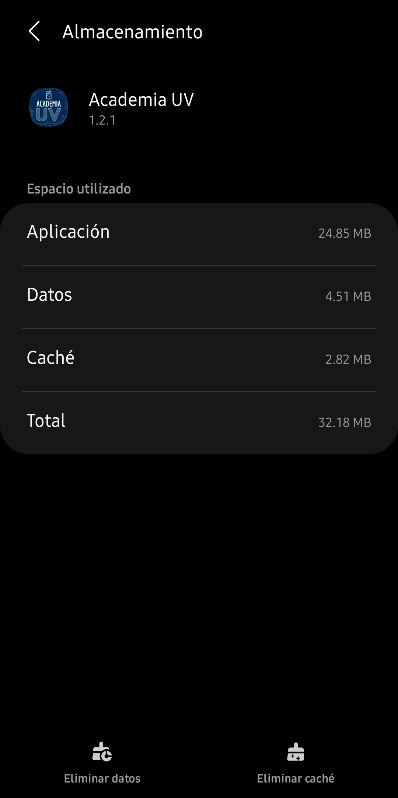 Almacenamiento
ACADEMIA
UV
Academia UV
1.2.1
Espacio utilizado
Aplicación 24.85 MB
Datos 4.51 MB
Caché 2.82 MB
Total 32.18 MB
Eliminar datos Eliminar caché